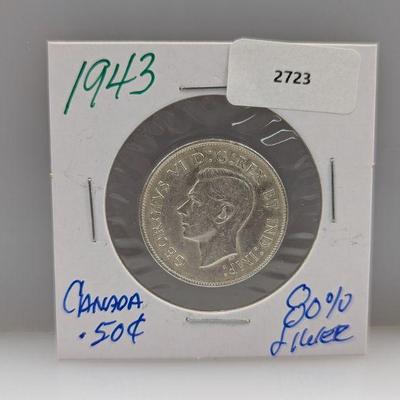 1943
2723
GEORGIVS VI D:G:REX ET IND:IMP:
CANADA
.50¢
80%
SILVER